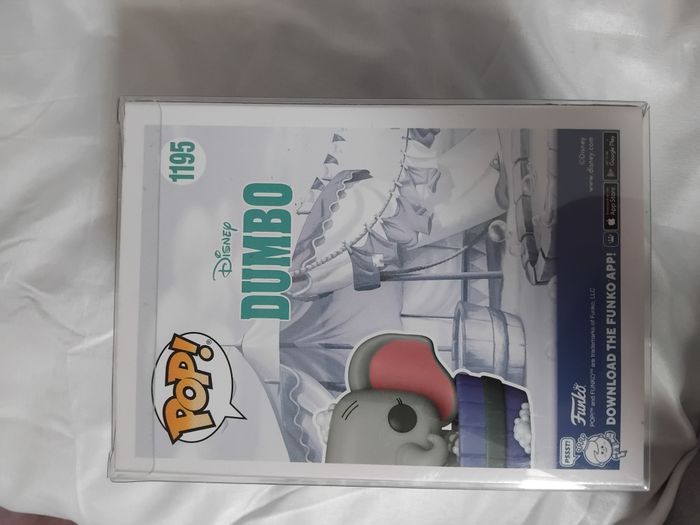 POP!
1195
Disney
DUMBO
PSSST!
Funko
POP!™ and FUNKO™ are trademarks of Funko, LLC
DOWNLOAD THE FUNKO APP!
App Store
Google Play
©Disney
www.disney.com